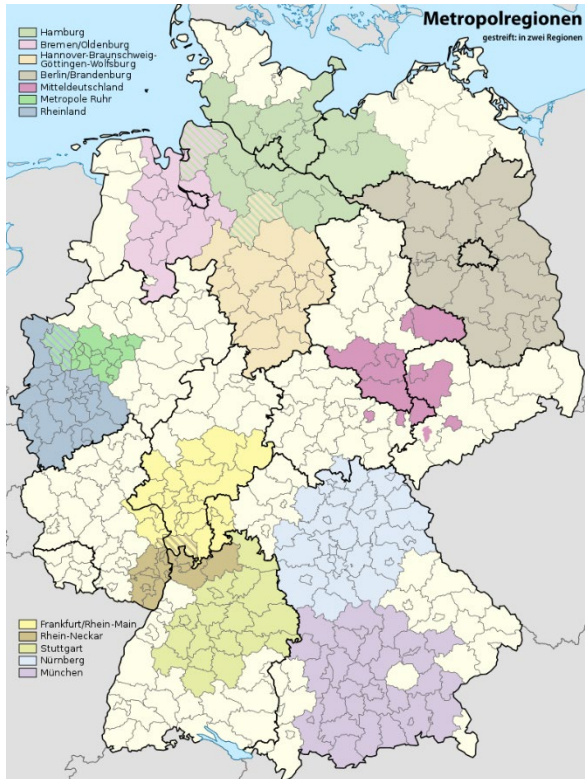 Metropolregionen
gestreift: in zwei Regionen
Hamburg
Bremen/Oldenburg
Hannover-Braunschweig-
Göttingen-Wolfsburg
Berlin/Brandenburg
Mitteldeutschland
Metropole Ruhr
Rheinland
Frankfurt/Rhein-Main
Rhein-Neckar
Stuttgart
Nürnberg
München